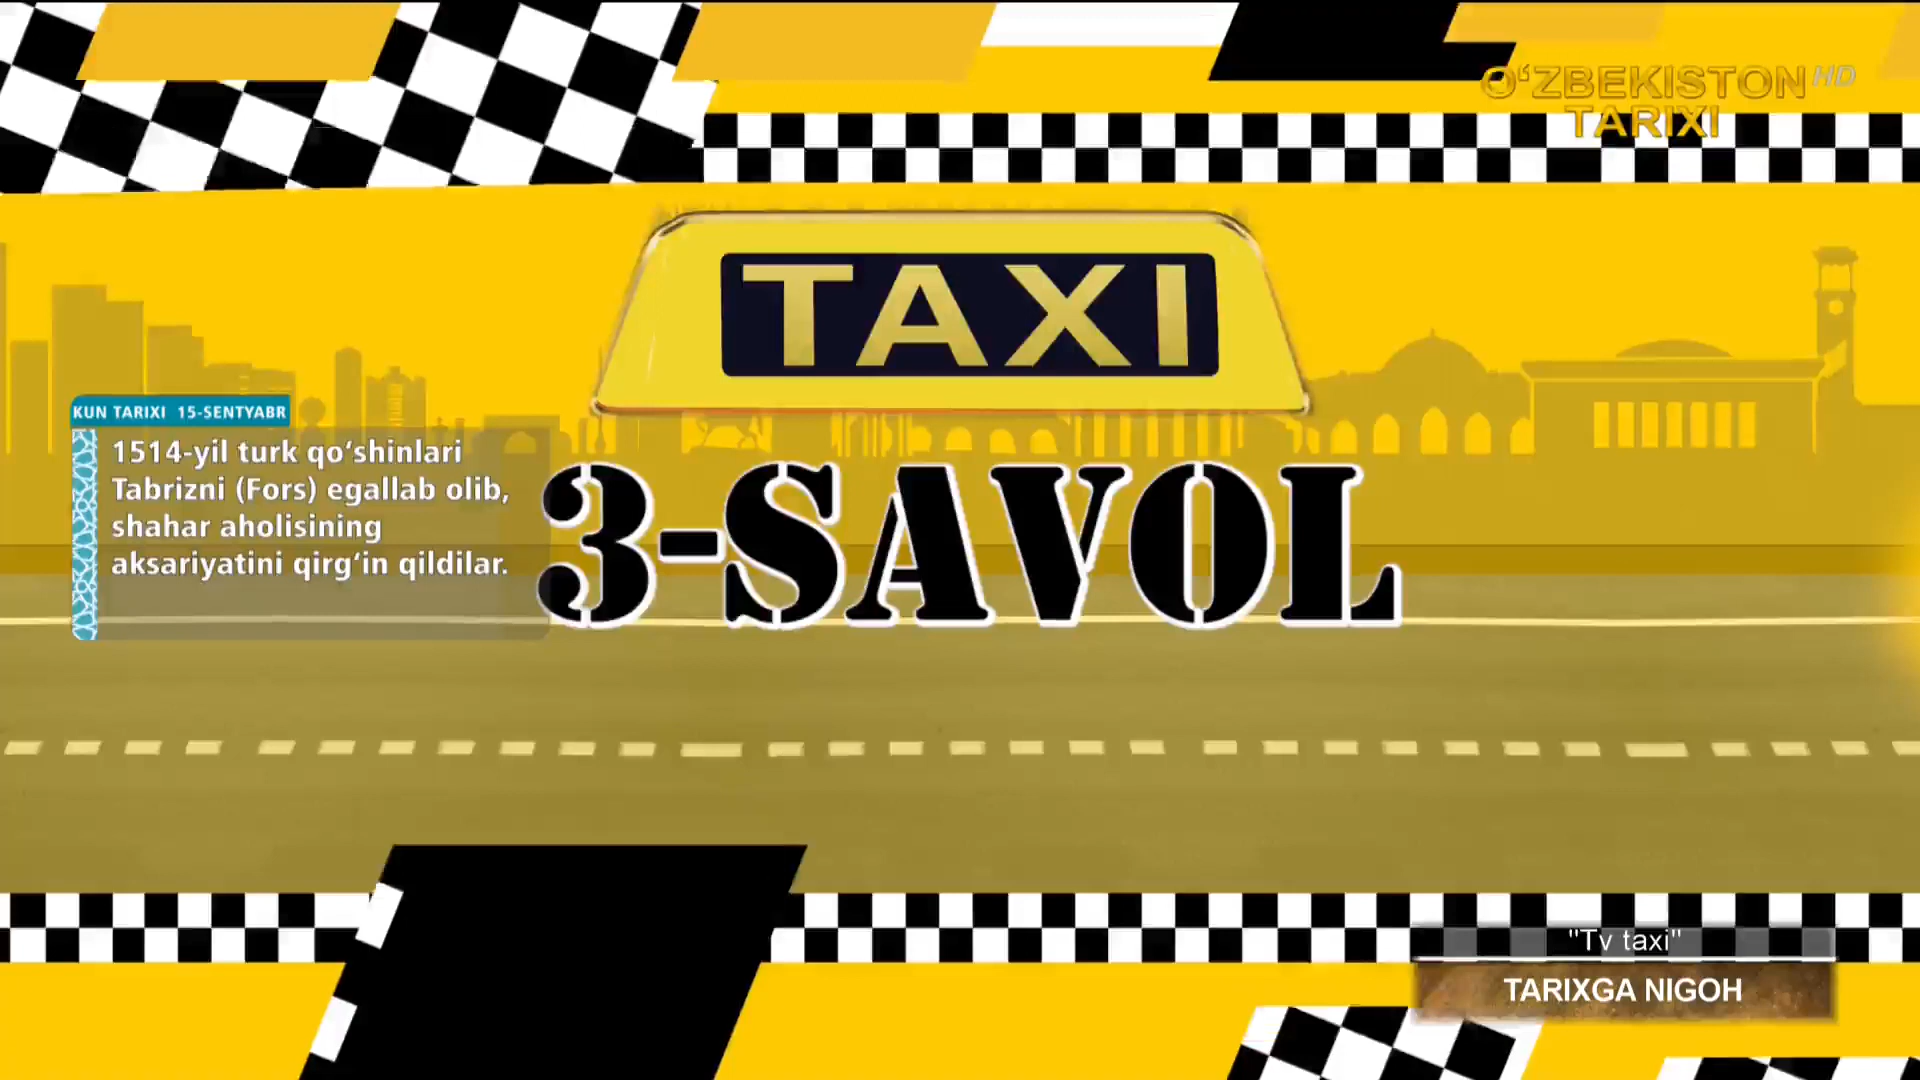 O‘ZBEKISTON HD
TARIXI
TAXI
KUN TARIXI 15-SENTYABR
1514-yil turk qo‘shinlari
Tabrizni (Fors) egallab olib,
shahar aholisining
aksariyatini qirg‘in qildilar.
3-SAVOL
"Tv taxi"
TARIXGA NIGOH